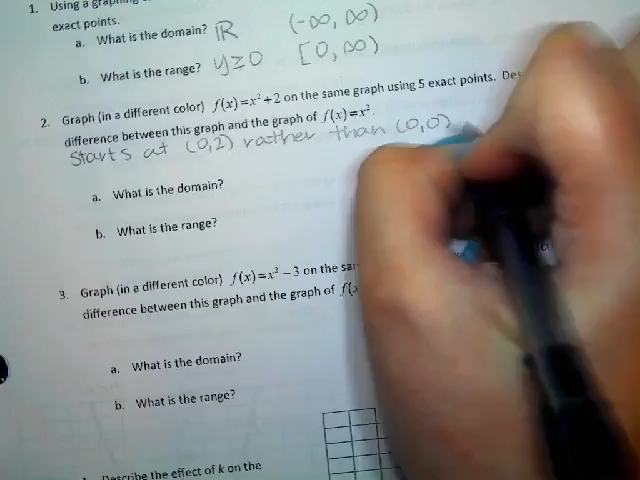 1. Using a graphing
exact points.
a. What is the domain? ℝ (-∞, ∞)
b. What is the range? y≥0 [0, ∞)
2. Graph (in a different color) f(x)=x²+2 on the same graph using 5 exact points. Des
difference between this graph and the graph of f(x)=x².
Starts at (0,2) rather than (0,0)
a. What is the domain?
b. What is the range?
3. Graph (in a different color) f(x)=x²−3 on the sa
difference between this graph and the graph of f(x
a. What is the domain?
b. What is the range?
Describe the effect of k on the